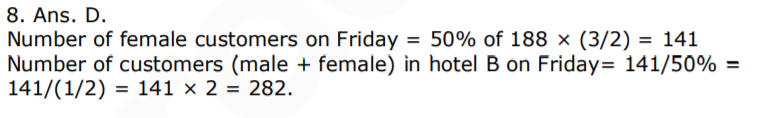 8. Ans. D.
Number of female customers on Friday = 50% of 188 × (3/2) = 141
Number of customers (male + female) in hotel B on Friday= 141/50% =
141/(1/2) = 141 × 2 = 282.